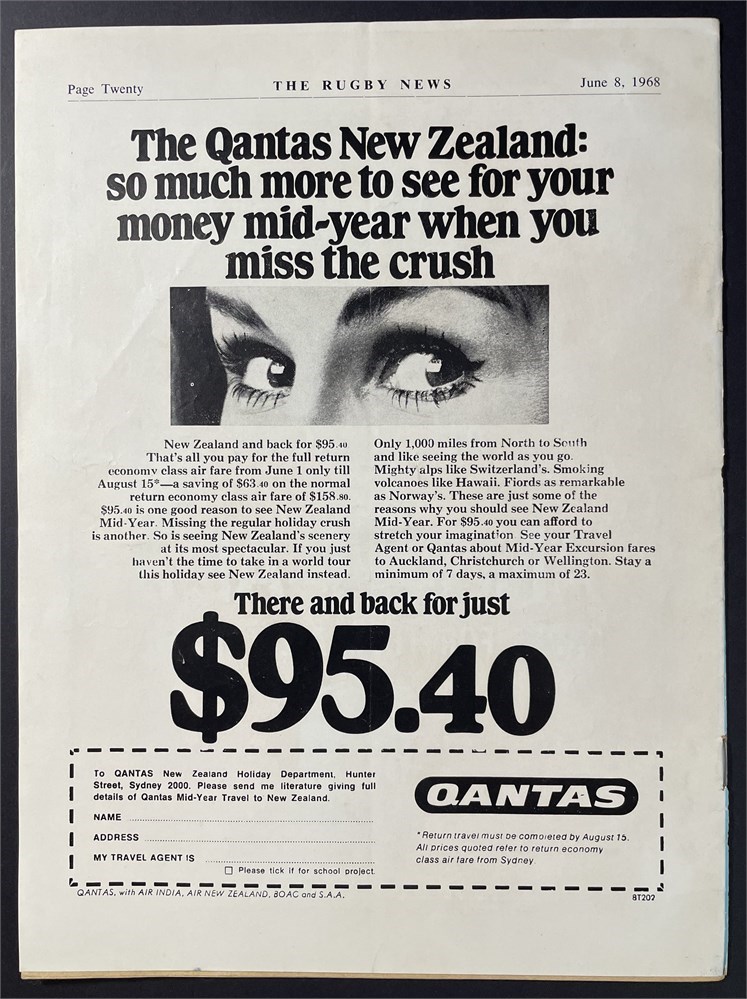 Page Twenty
THE RUGBY NEWS
June 8, 1968
The Qantas New Zealand:
so much more to see for your
money mid-year when you
miss the crush
New Zealand and back for $95.40
That's all you pay for the full return
economy class air fare from June 1 only till
August 15*—a saving of $63.40 on the normal
return economy class air fare of $158.80.
$95.40 is one good reason to see New Zealand
Mid-Year. Missing the regular holiday crush
is another. So is seeing New Zealand's scenery
at its most spectacular. If you just
haven't the time to take in a world tour
this holiday see New Zealand instead.
Only 1,000 miles from North to South
and like seeing the world as you go.
Mighty alps like Switzerland's. Smoking
volcanoes like Hawaii. Fiords as remarkable
as Norway's. These are just some of the
reasons why you should see New Zealand
Mid-Year. For $95.40 you can afford to
stretch your imagination. See your Travel
Agent or Qantas about Mid-Year Excursion fares
to Auckland, Christchurch or Wellington. Stay a
minimum of 7 days, a maximum of 23.
There and back for just
$95.40
To QANTAS New Zealand Holiday Department, Hunter
Street, Sydney 2000. Please send me literature giving full
details of Qantas Mid-Year Travel to New Zealand.
NAME
ADDRESS
MY TRAVEL AGENT IS
Please tick if for school project.
QANTAS
*Return travel must be completed by August 15.
All prices quoted refer to return economy
class air fare from Sydney.
QANTAS, with AIR INDIA, AIR NEW ZEALAND, BOAC and S.A.A.
8T202